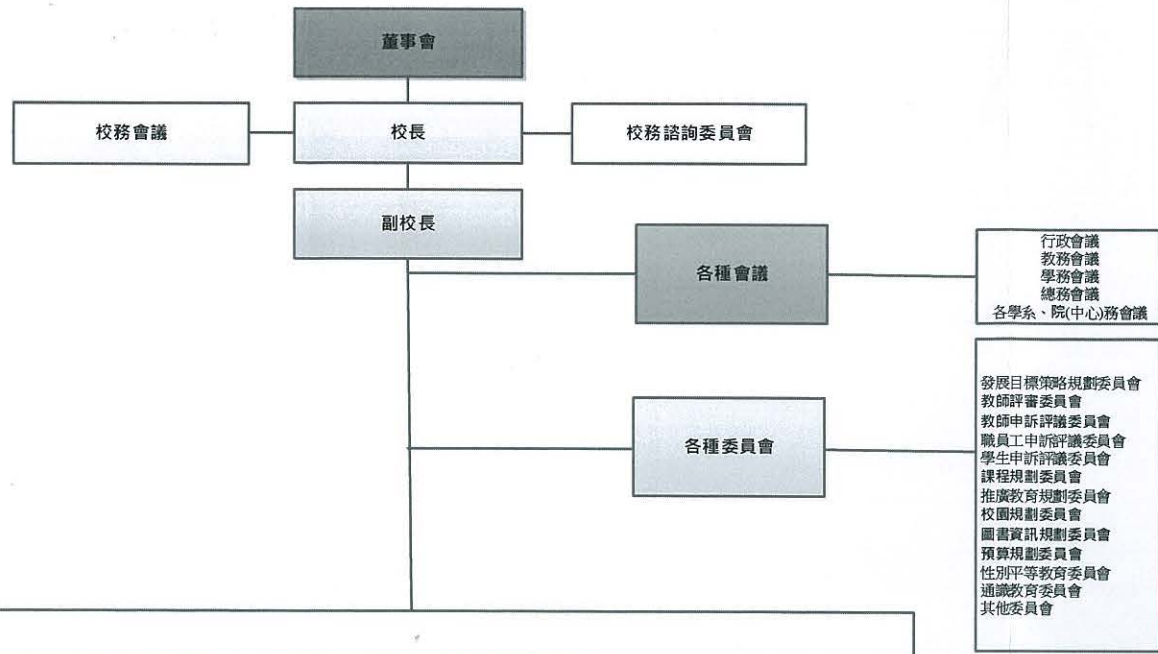 董事會
校務會議
校長
校務諮詢委員會
副校長
各種會議
行政會議
教務會議
學務會議
總務會議
各學系、院(中心)務會議
各種委員會
發展目標策略規劃委員會
教師評審委員會
教師申訴評議委員會
職員工申訴評議委員會
學生申訴評議委員會
課程規劃委員會
推廣教育規劃委員會
校園規劃委員會
圖書資訊規劃委員會
預算規劃委員會
性別平等教育委員會
通識教育委員會
其他委員會